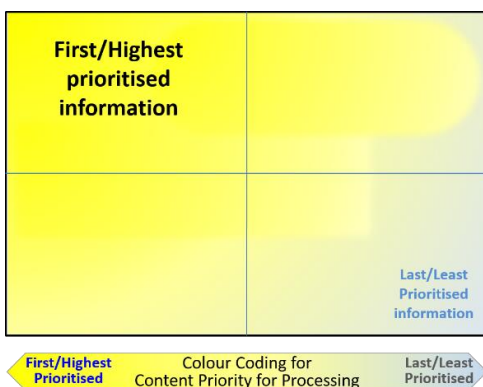 First/Highest
prioritised
information
Last/Least
Prioritised
information
First/Highest
Prioritised
Colour Coding for
Content Priority for Processing
Last/Least
Prioritised